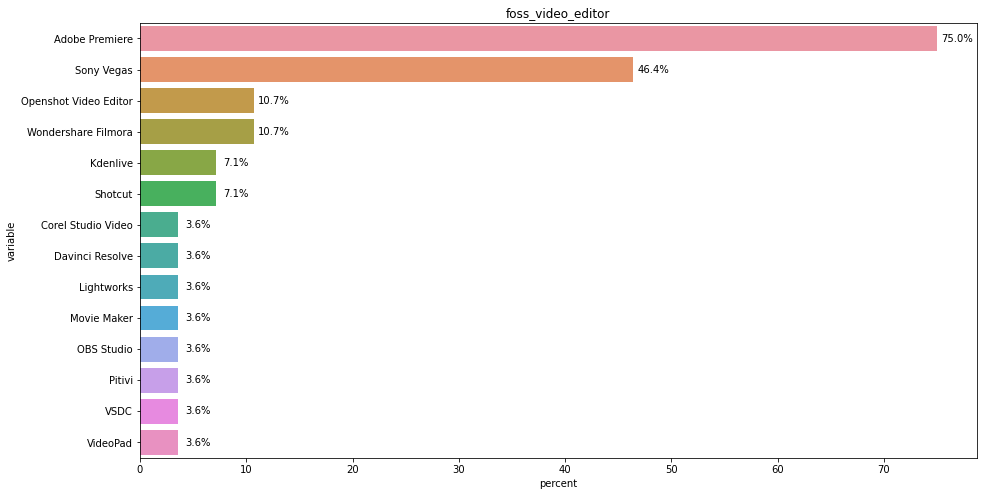 foss_video_editor
Adobe Premiere 75.0%
Sony Vegas 46.4%
Openshot Video Editor 10.7%
Wondershare Filmora 10.7%
Kdenlive 7.1%
Shotcut 7.1%
Corel Studio Video 3.6%
Davinci Resolve 3.6%
Lightworks 3.6%
Movie Maker 3.6%
OBS Studio 3.6%
Pitivi 3.6%
VSDC 3.6%
VideoPad 3.6%
variable
0 10 20 30 40 50 60 70
percent